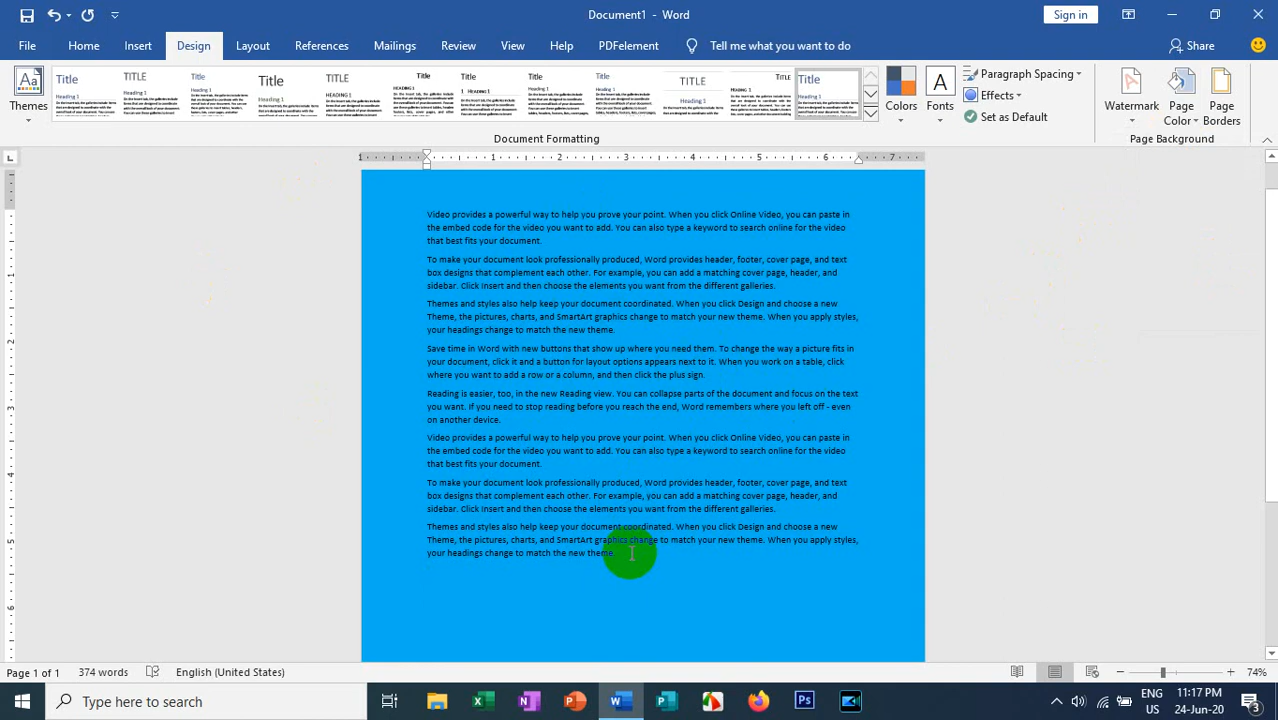 Document1 - Word
Sign in
File Home Insert Design Layout References Mailings Review View Help PDFelement Tell me what you want to do Share
Themes
Colors
Fonts
Paragraph Spacing
Effects
Set as Default
Watermark
Page Color
Page Borders
Document Formatting
Page Background
Video provides a powerful way to help you prove your point. When you click Online Video, you can paste in
the embed code for the video you want to add. You can also type a keyword to search online for the video
that best fits your document.
To make your document look professionally produced, Word provides header, footer, cover page, and text
box designs that complement each other. For example, you can add a matching cover page, header, and
sidebar. Click Insert and then choose the elements you want from the different galleries.
Themes and styles also help keep your document coordinated. When you click Design and choose a new
Theme, the pictures, charts, and SmartArt graphics change to match your new theme. When you apply styles,
your headings change to match the new theme.
Save time in Word with new buttons that show up where you need them. To change the way a picture fits in
your document, click it and a button for layout options appears next to it. When you work on a table, click
where you want to add a row or a column, and then click the plus sign.
Reading is easier, too, in the new Reading view. You can collapse parts of the document and focus on the text
you want. If you need to stop reading before you reach the end, Word remembers where you left off - even
on another device.
Video provides a powerful way to help you prove your point. When you click Online Video, you can paste in
the embed code for the video you want to add. You can also type a keyword to search online for the video
that best fits your document.
To make your document look professionally produced, Word provides header, footer, cover page, and text
box designs that complement each other. For example, you can add a matching cover page, header, and
sidebar. Click Insert and then choose the elements you want from the different galleries.
Themes and styles also help keep your document coordinated. When you click Design and choose a new
Theme, the pictures, charts, and SmartArt graphics change to match your new theme. When you apply styles,
your headings change to match the new theme.
Page 1 of 1 374 words English (United States) 74%
Type here to search
ENG 11:17 PM
US 24-Jun-20